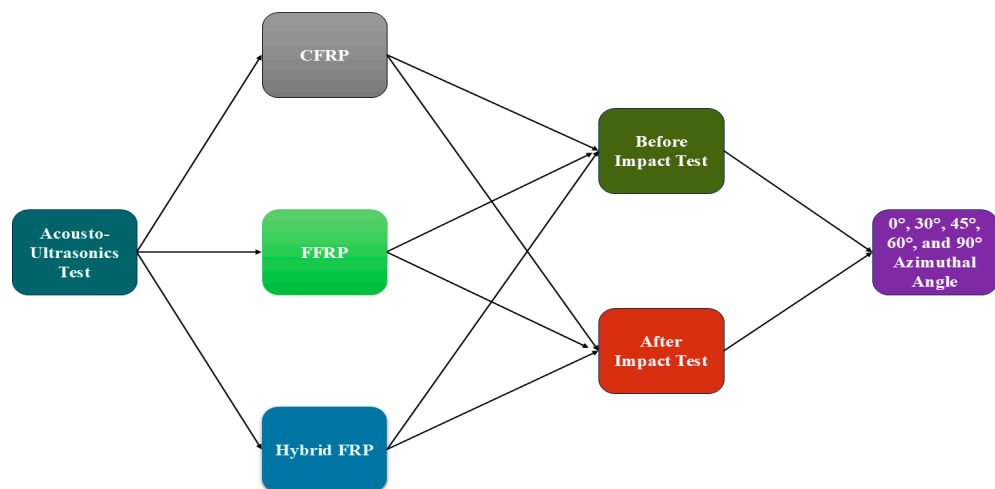 CFRP
Before
Impact Test
Acousto-
Ultrasonics
Test
FFRP
0°, 30°, 45°,
60°, and 90°
Azimuthal
Angle
After
Impact Test
Hybrid FRP